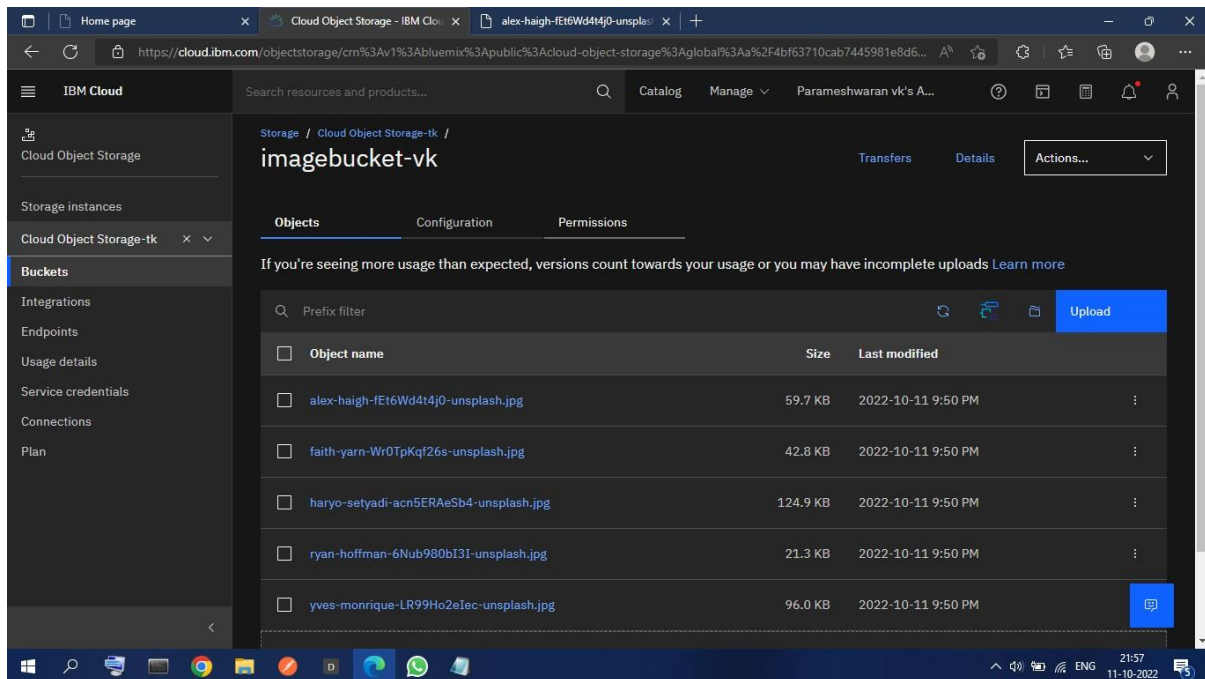 Home page
Cloud Object Storage - IBM Clou
alex-haigh-fEt6Wd4t4j0-unsplas
https://cloud.ibm.com/objectstorage/crn%3Av1%3Abluemix%3Apublic%3Acloud-object-storage%3Aglobal%3Aa%2F4bf63710cab7445981e8d6...
IBM Cloud
Search resources and products...
Catalog
Manage
Parameshwaran vk's A...
Cloud Object Storage
Storage instances
Cloud Object Storage-tk
Buckets
Integrations
Endpoints
Usage details
Service credentials
Connections
Plan
Storage / Cloud Object Storage-tk /
imagebucket-vk
Transfers
Details
Actions...
Objects
Configuration
Permissions
If you're seeing more usage than expected, versions count towards your usage or you may have incomplete uploads Learn more
Prefix filter
Upload
Object name Size Last modified
alex-haigh-fEt6Wd4t4j0-unsplash.jpg 59.7 KB 2022-10-11 9:50 PM
faith-yarn-Wr0TpKqf26s-unsplash.jpg 42.8 KB 2022-10-11 9:50 PM
haryo-setyadi-acn5ERAeSb4-unsplash.jpg 124.9 KB 2022-10-11 9:50 PM
ryan-hoffman-6Nub980bI3I-unsplash.jpg 21.3 KB 2022-10-11 9:50 PM
yves-monrique-LR99Ho2eIec-unsplash.jpg 96.0 KB 2022-10-11 9:50 PM
D
ENG
21:57
11-10-2022
5